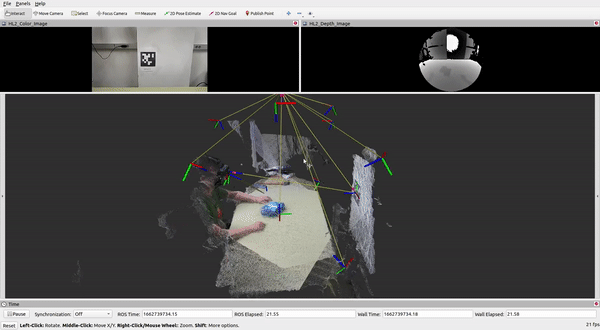 File Panels Help
Interact Move Camera Select Focus Camera Measure 2D Pose Estimate 2D Nav Goal Publish Point
HL2_Color_Image
HL2_Depth_Image
Time
Pause Synchronization: Off ROS Time: 1662739734.15 ROS Elapsed: 21.55 Wall Time: 1662739734.18 Wall Elapsed: 21.58
Reset Left-Click: Rotate. Middle-Click: Move X/Y. Right-Click/Mouse Wheel: Zoom. Shift: More options. 21 fps